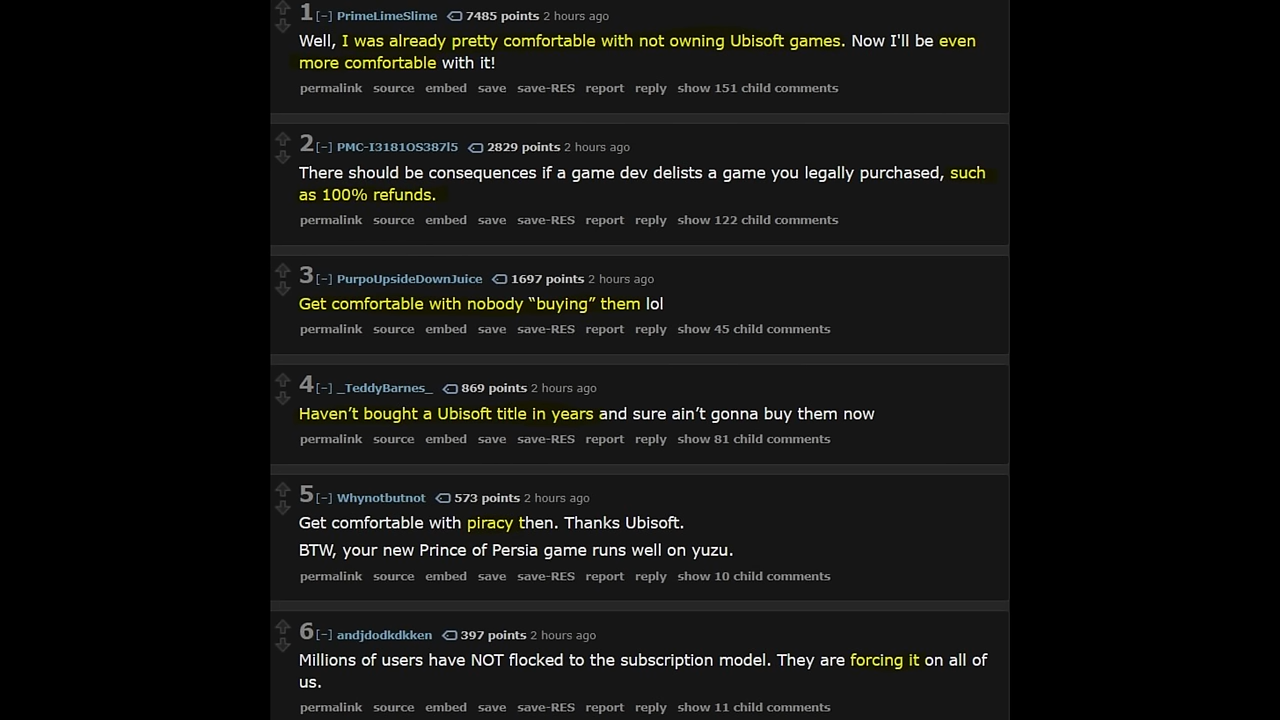 1 [–] PrimeLimeSlime 7485 points 2 hours ago
Well, I was already pretty comfortable with not owning Ubisoft games. Now I'll be even
more comfortable with it!
permalink source embed save save-RES report reply show 151 child comments
2 [–] PMC-I3181OS387l5 2829 points 2 hours ago
There should be consequences if a game dev delists a game you legally purchased, such
as 100% refunds.
permalink source embed save save-RES report reply show 122 child comments
3 [–] PurpoUpsideDownJuice 1697 points 2 hours ago
Get comfortable with nobody “buying” them lol
permalink source embed save save-RES report reply show 45 child comments
4 [–] _TeddyBarnes_ 869 points 2 hours ago
Haven’t bought a Ubisoft title in years and sure ain’t gonna buy them now
permalink source embed save save-RES report reply show 81 child comments
5 [–] Whynotbutnot 573 points 2 hours ago
Get comfortable with piracy then. Thanks Ubisoft.
BTW, your new Prince of Persia game runs well on yuzu.
permalink source embed save save-RES report reply show 10 child comments
6 [–] andjdodkdkken 397 points 2 hours ago
Millions of users have NOT flocked to the subscription model. They are forcing it on all of
us.
permalink source embed save save-RES report reply show 11 child comments